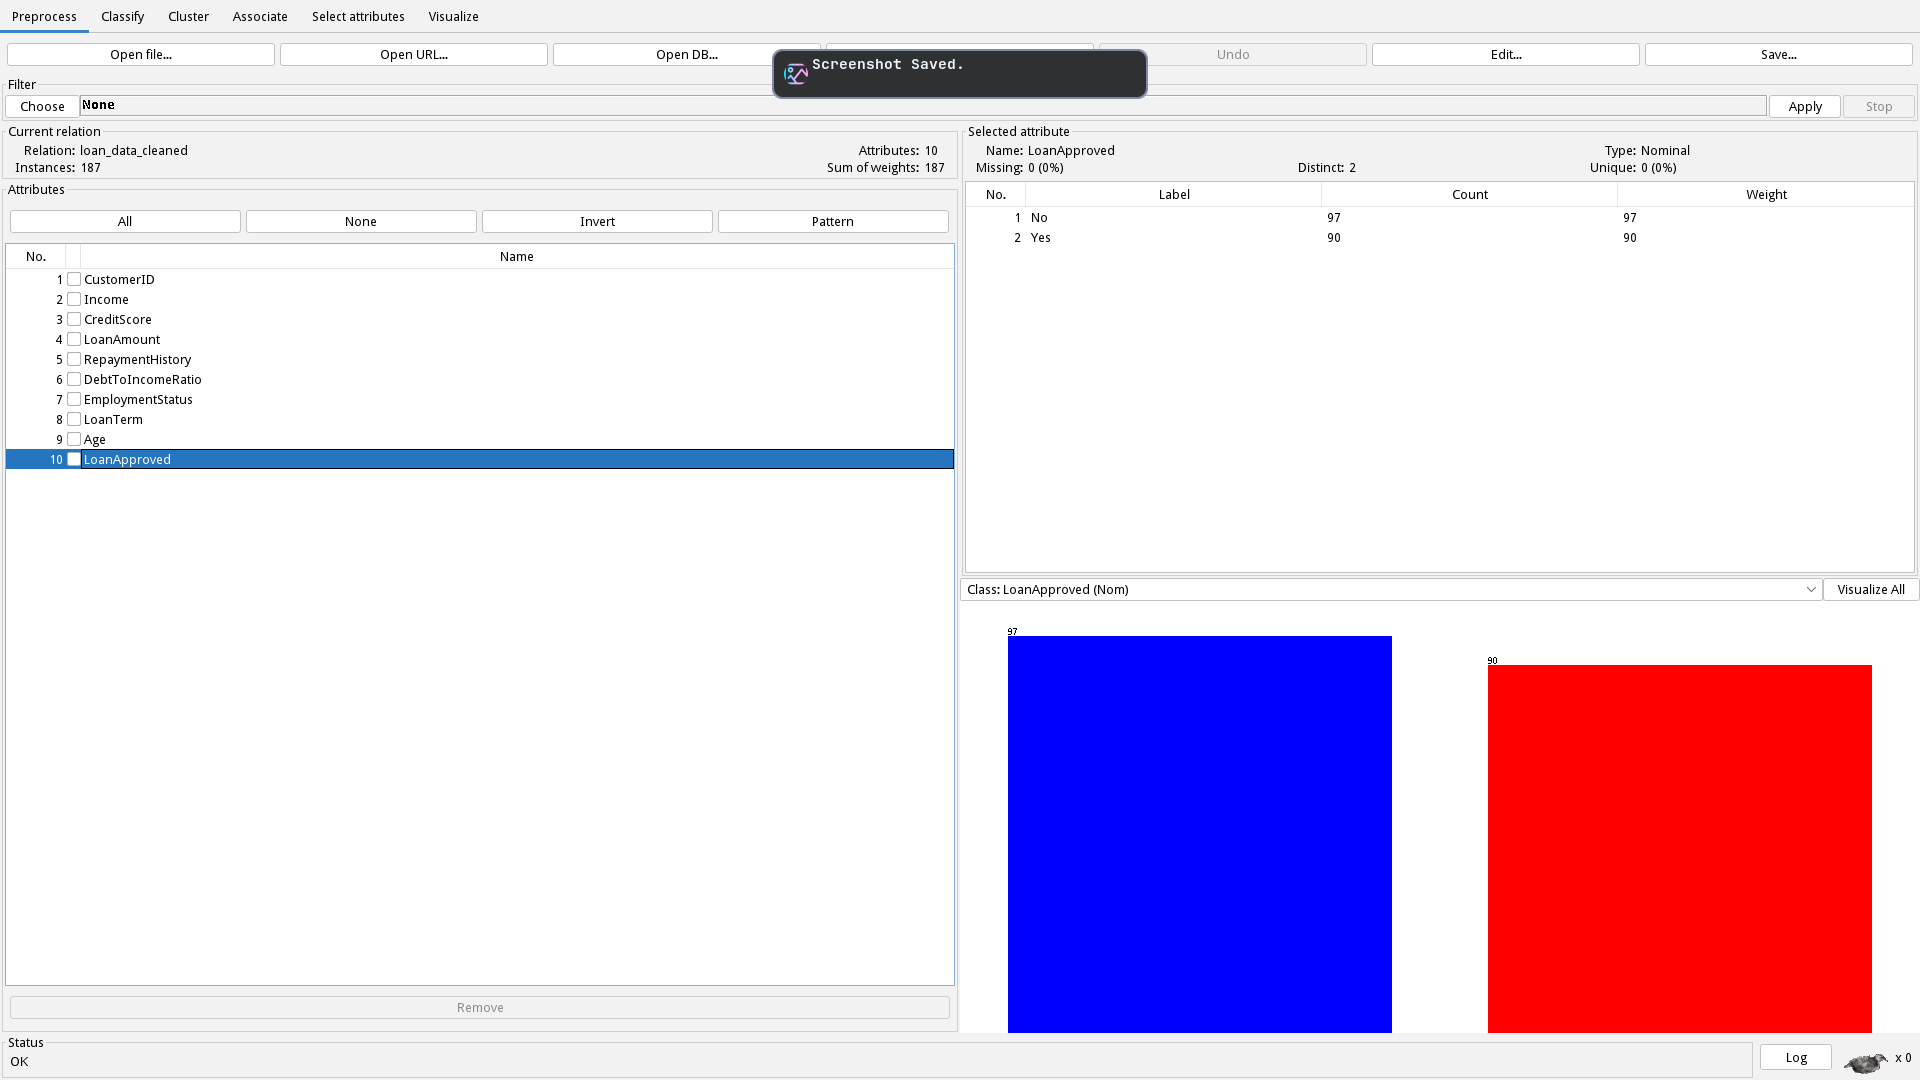 Preprocess Classify Cluster Associate Select attributes Visualize
Open file... Open URL... Open DB... Undo Edit... Save...
Screenshot Saved.
Filter
Choose None Apply Stop
Current relation
Relation: loan_data_cleaned Attributes: 10
Instances: 187 Sum of weights: 187
Attributes
All None Invert Pattern
No. Name
1 CustomerID
2 Income
3 CreditScore
4 LoanAmount
5 RepaymentHistory
6 DebtToIncomeRatio
7 EmploymentStatus
8 LoanTerm
9 Age
10 LoanApproved
Remove
Selected attribute
Name: LoanApproved Type: Nominal
Missing: 0 (0%) Distinct: 2 Unique: 0 (0%)
No. Label Count Weight
1 No 97 97
2 Yes 90 90
Class: LoanApproved (Nom) Visualize All
97
90
Status
OK
Log x 0